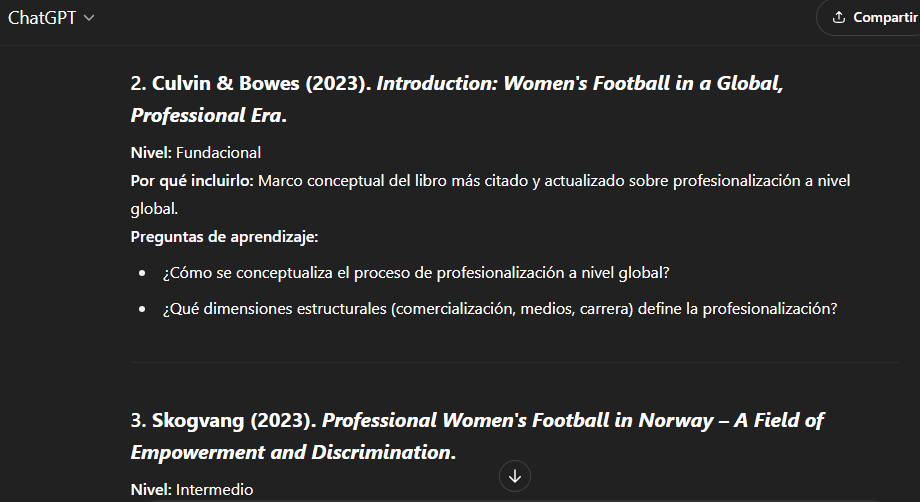 ChatGPT
Compartir
2. Culvin & Bowes (2023). Introduction: Women's Football in a Global,
Professional Era.
Nivel: Fundacional
Por qué incluirlo: Marco conceptual del libro más citado y actualizado sobre profesionalización a nivel
global.
Preguntas de aprendizaje:
• ¿Cómo se conceptualiza el proceso de profesionalización a nivel global?
• ¿Qué dimensiones estructurales (comercialización, medios, carrera) define la profesionalización?
3. Skogvang (2023). Professional Women's Football in Norway – A Field of
Empowerment and Discrimination.
Nivel: Intermedio